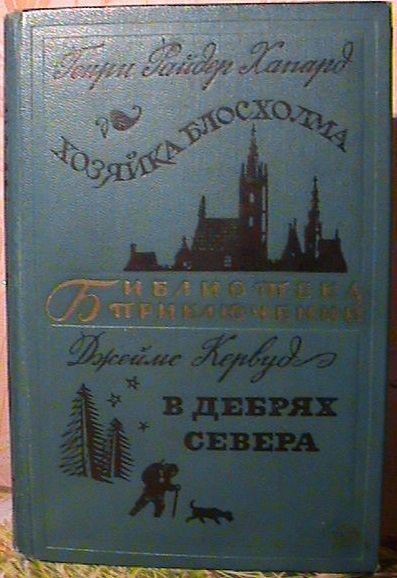 Генри Райдер Хаггард
ХОЗЯЙКА БЛОСХОЛМА
БИБЛИОТЕКА
ПРИКЛЮЧЕНИЙ
Джеймс Кервуд
В ДЕБРЯХ
СЕВЕРА